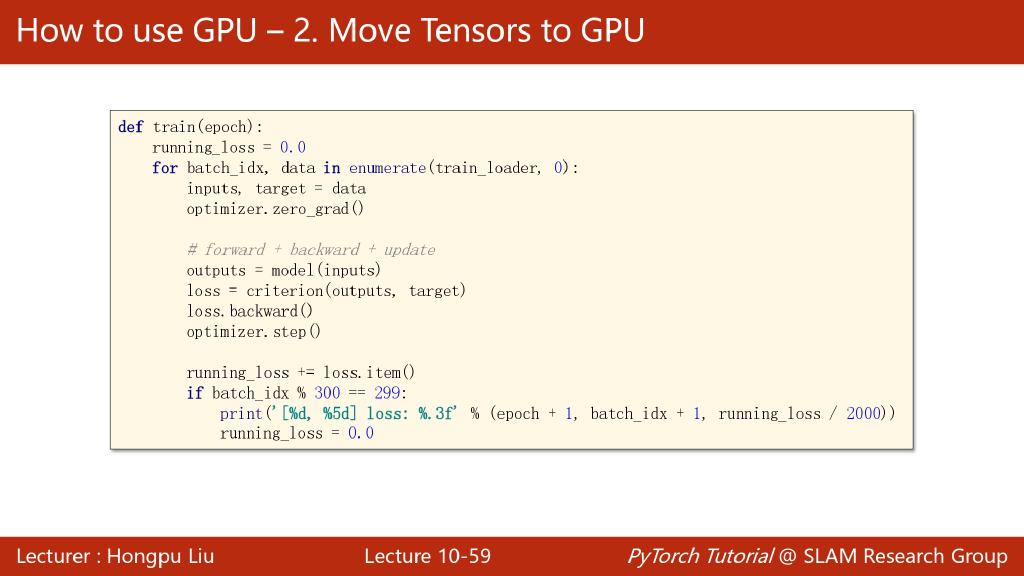 How to use GPU – 2. Move Tensors to GPU
def train(epoch):
    running_loss = 0.0
    for batch_idx, data in enumerate(train_loader, 0):
        inputs, target = data
        optimizer.zero_grad()

        # forward + backward + update
        outputs = model(inputs)
        loss = criterion(outputs, target)
        loss.backward()
        optimizer.step()

        running_loss += loss.item()
        if batch_idx % 300 == 299:
            print('[%d, %5d] loss: %.3f' % (epoch + 1, batch_idx + 1, running_loss / 2000))
            running_loss = 0.0
Lecturer : Hongpu Liu
Lecture 10-59
PyTorch Tutorial @ SLAM Research Group